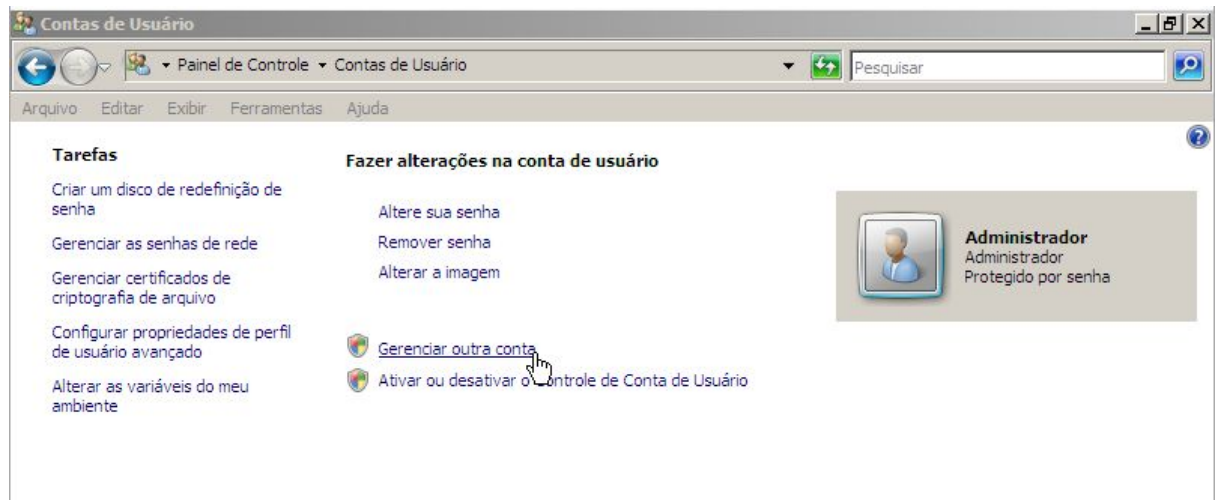 Contas de Usuário
Painel de Controle Contas de Usuário
Pesquisar
Arquivo Editar Exibir Ferramentas Ajuda
Tarefas
Criar um disco de redefinição de
senha
Gerenciar as senhas de rede
Gerenciar certificados de
criptografia de arquivo
Configurar propriedades de perfil
de usuário avançado
Alterar as variáveis do meu
ambiente
Fazer alterações na conta de usuário
Altere sua senha
Remover senha
Alterar a imagem
Gerenciar outra conta
Ativar ou desativar o Controle de Conta de Usuário
Administrador
Administrador
Protegido por senha